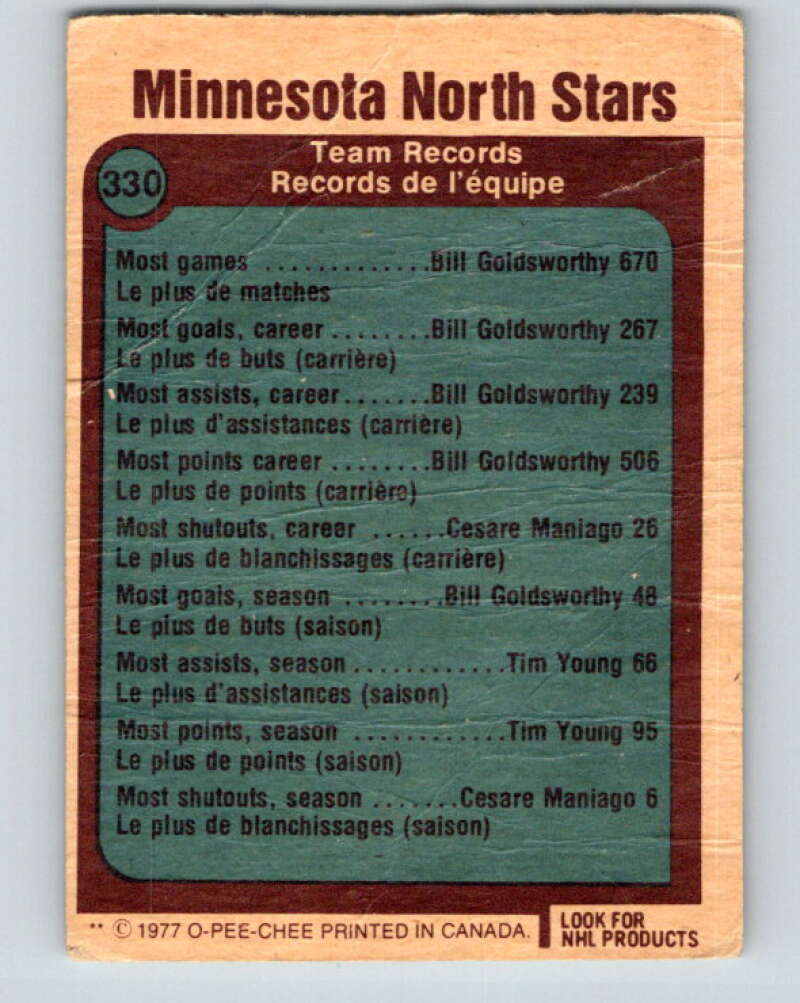 Minnesota North Stars
330
Team Records
Records de l'équipe
Most games .............Bill Goldsworthy 670
Le plus de matches
Most goals, career........Bill Goldsworthy 267
Le plus de buts (carrière)
Most assists, career.......Bill Goldsworthy 239
Le plus d'assistances (carrière)
Most points career ........Bill Goldsworthy 506
Le plus de points (carrière)
Most shutouts, career ......Cesare Maniago 26
Le plus de blanchissages (carrière)
Most goals, season ........Bill Goldsworthy 48
Le plus de buts (saison)
Most assists, season............Tim Young 66
Le plus d'assistances (saison)
Most points, season ............Tim Young 95
Le plus de points (saison)
Most shutouts, season .......Cesare Maniago 6
Le plus de blanchissages (saison)
** © 1977 O-PEE-CHEE PRINTED IN CANADA.
LOOK FOR
NHL PRODUCTS